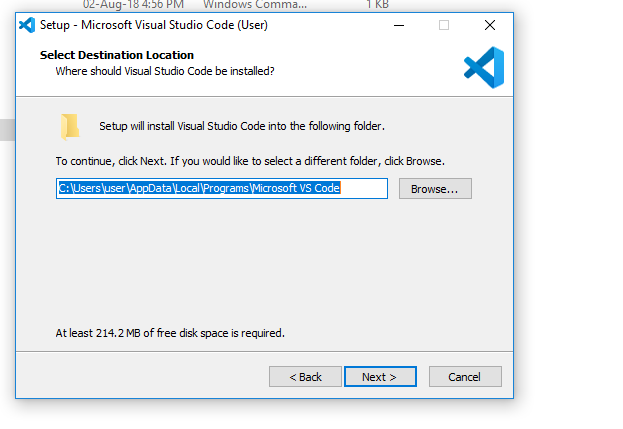 02-Aug-18 4:56 PM Windows Comma... 1 KB
Setup - Microsoft Visual Studio Code (User)
Select Destination Location
Where should Visual Studio Code be installed?
Setup will install Visual Studio Code into the following folder.
To continue, click Next. If you would like to select a different folder, click Browse.
C:\Users\user\AppData\Local\Programs\Microsoft VS Code
Browse...
At least 214.2 MB of free disk space is required.
< Back
Next >
Cancel